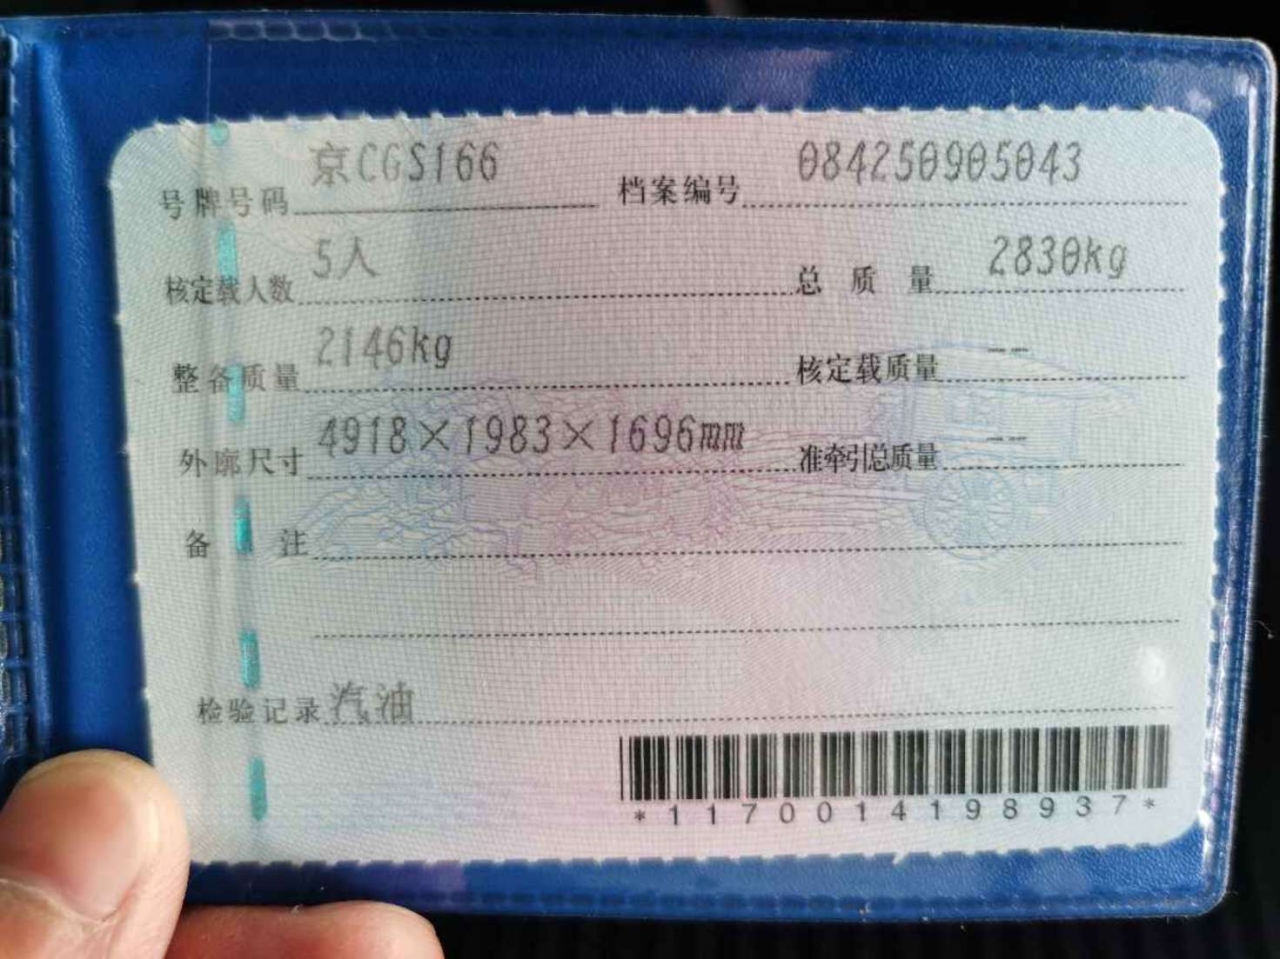 号牌号码 京CGS166 档案编号 084250905043
核定载人数 5人 总质量 2830kg
整备质量 2146kg 核定载质量 --
外廓尺寸 4918×1983×1696mm 准牵引总质量 --
备注
检验记录 汽油
*1170014198937*